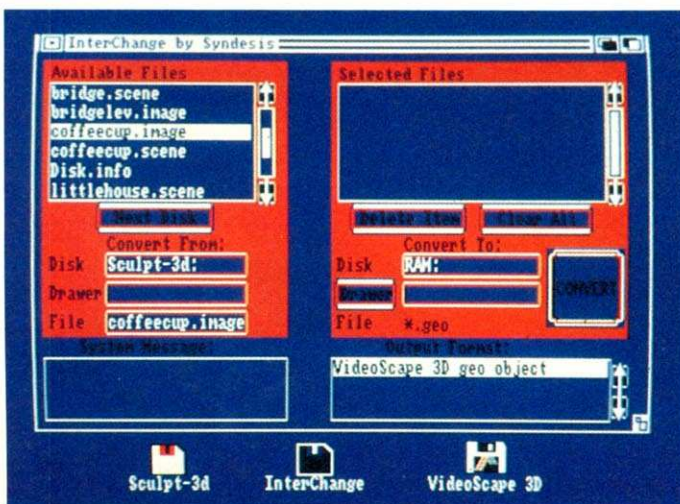 InterChange by Syndesis
Available Files
bridge.scene
bridgelev.image
coffeecup.image
coffeecup.scene
Disk.info
littlehouse.scene
Next Disk
Convert From:
Disk Sculpt-3d:
Drawer
File coffeecup.image
System Message:
Selected Files
Delete Item Clear All
Convert To:
Disk RAM:
Drawer
File *.geo
CONVERT
Output Format:
VideoScape 3D geo object
Sculpt-3d
InterChange
VideoScape 3D